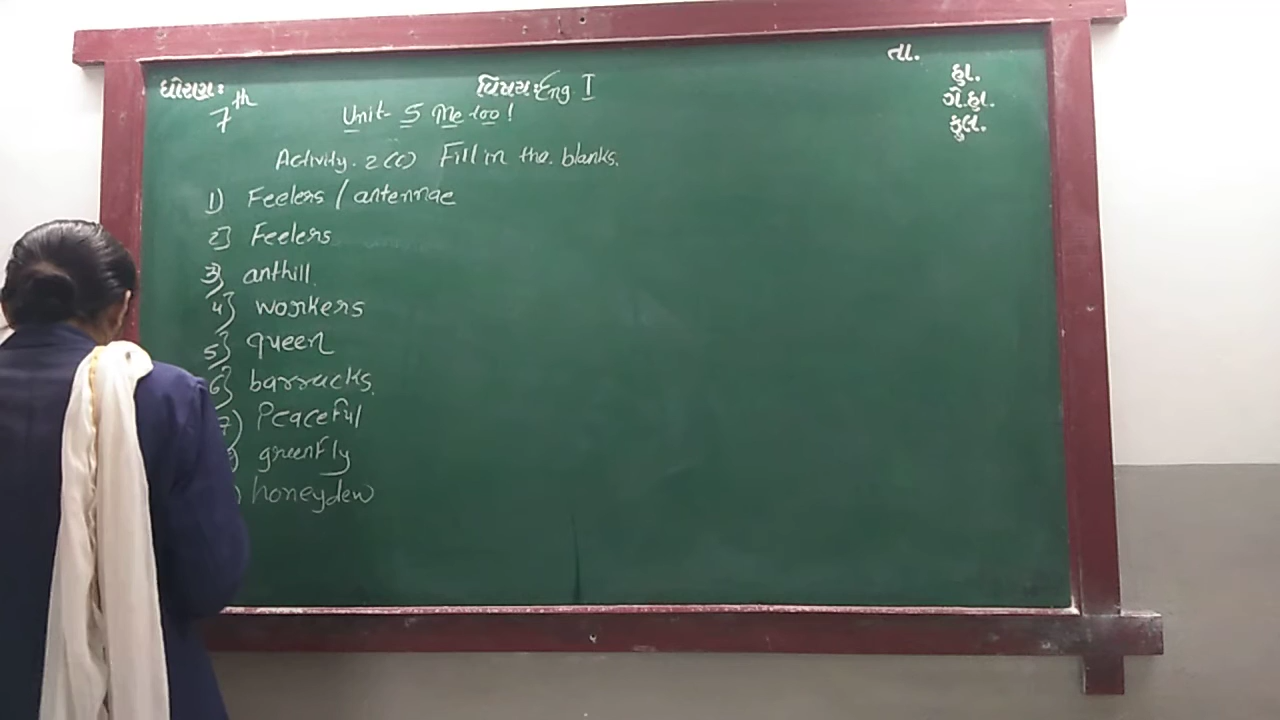 તા.
હા.
ગે.હા.
કુલ.
ધોરણ: 7th
વિષય: Eng I
Unit- 5 Me too!
Activity. 2 (C) Fill in the. blanks.
1) Feelers / antennae
2] Feelers
3) anthill.
4] workers
5] queen
6] barracks.
7) Peaceful
) greenfly
) honeydew